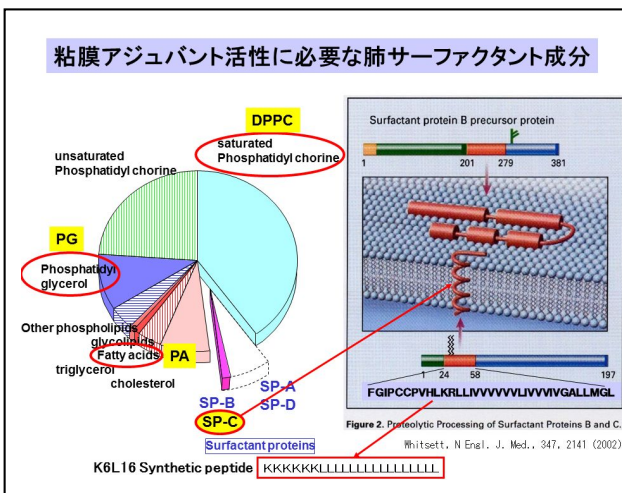 粘膜アジュバント活性に必要な肺サーファクタント成分
DPPC
saturated
Phosphatidyl chorine
unsaturated
Phosphatidyl chorine
PG
Phosphatidyl
glycerol
Other phospholipids
glycolipids
Fatty acids
PA
triglycerol
cholesterol
SP-B
SP-A
SP-C
SP-D
Surfactant proteins
K6L16 Synthetic peptide
KKKKKKLLLLLLLLLLLLLLLL
Surfactant protein B precursor protein
1 201 279 381
1 24 58 197
FGIPCCPVHLKRLLIVVVVVVLIVVVIVGALLMGL
Figure 2. Proteolytic Processing of Surfactant Proteins B and C.
Whitsett, N Engl. J. Med., 347, 2141 (2002)